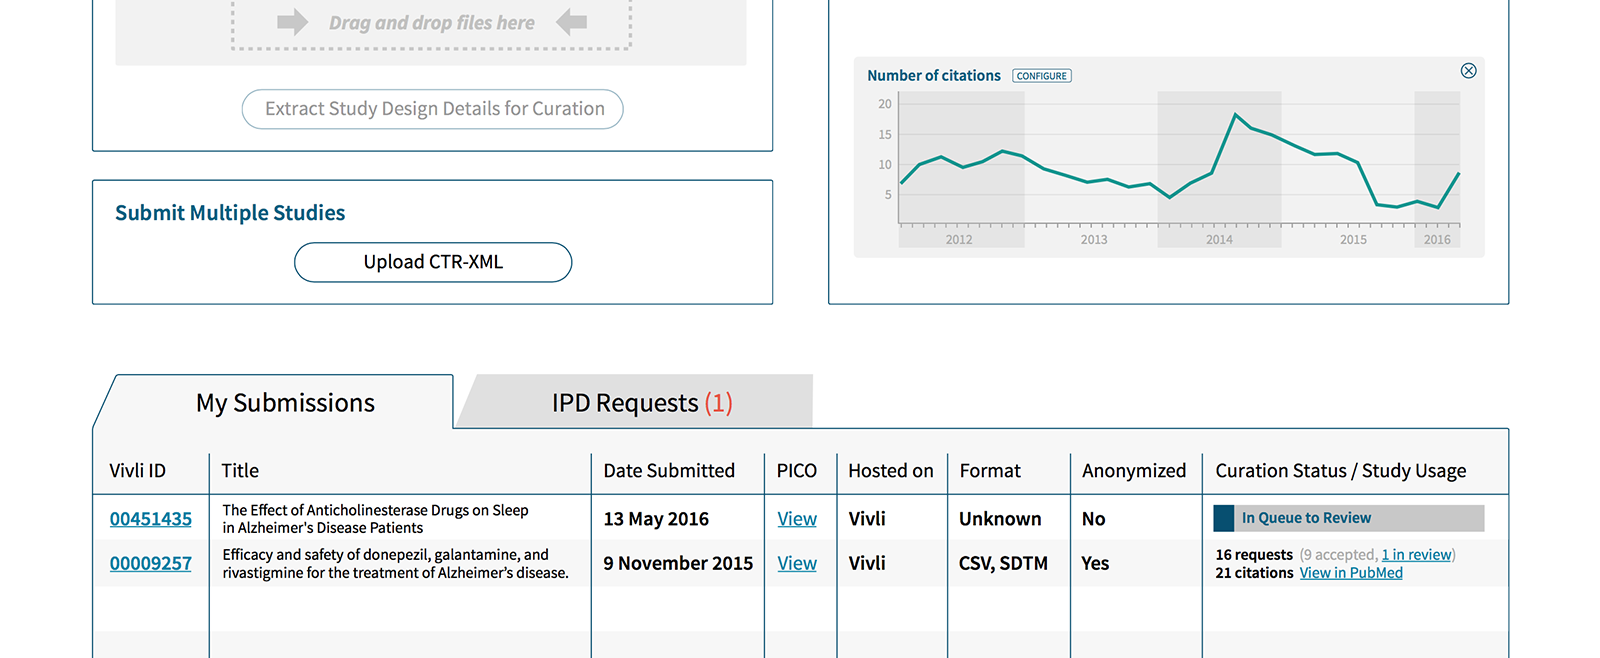 Drag and drop files here
Extract Study Design Details for Curation
Submit Multiple Studies
Upload CTR-XML
Number of citations CONFIGURE
20
15
10
5
2012 2013 2014 2015 2016
My Submissions IPD Requests (1)
Vivli ID Title Date Submitted PICO Hosted on Format Anonymized Curation Status / Study Usage
00451435 The Effect of Anticholinesterase Drugs on Sleep
in Alzheimer's Disease Patients
13 May 2016 View Vivli Unknown No In Queue to Review
00009257 Efficacy and safety of donepezil, galantamine, and
rivastigmine for the treatment of Alzheimer’s disease.
9 November 2015 View Vivli CSV, SDTM Yes 16 requests (9 accepted, 1 in review)
21 citations View in PubMed